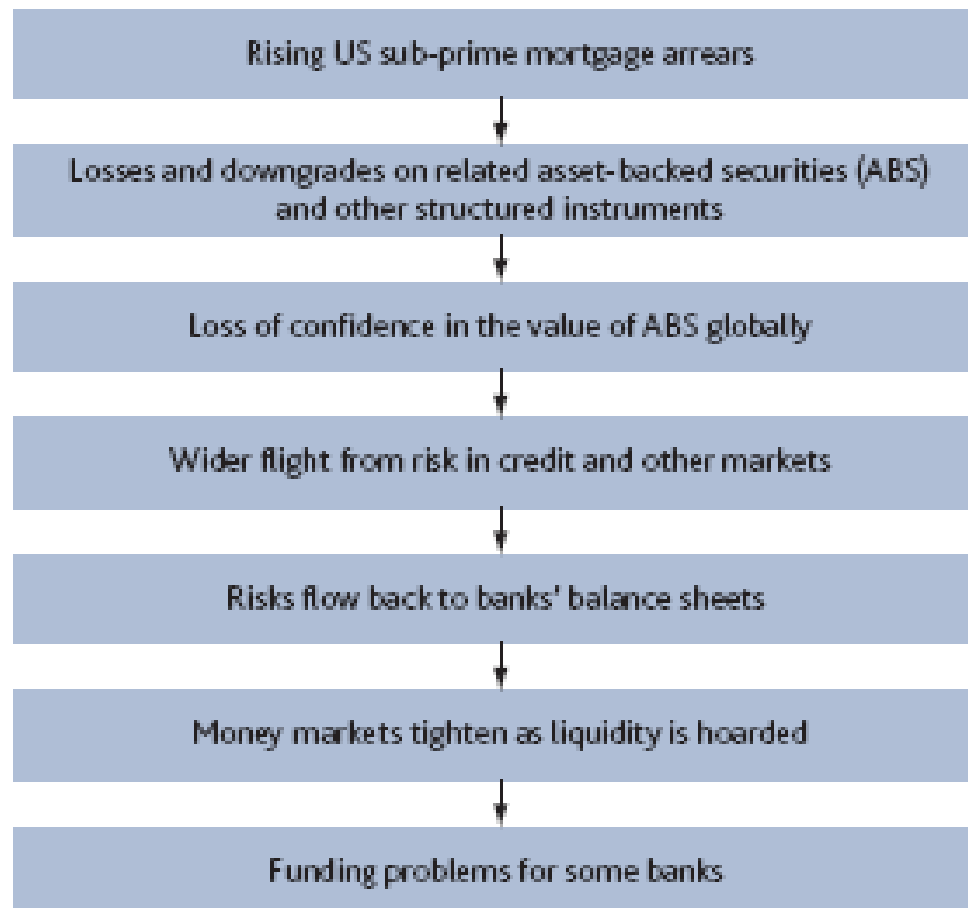 Rising US sub-prime mortgage arrears
Losses and downgrades on related asset-backed securities (ABS)
and other structured instruments
Loss of confidence in the value of ABS globally
Wider flight from risk in credit and other markets
Risks flow back to banks' balance sheets
Money markets tighten as liquidity is hoarded
Funding problems for some banks